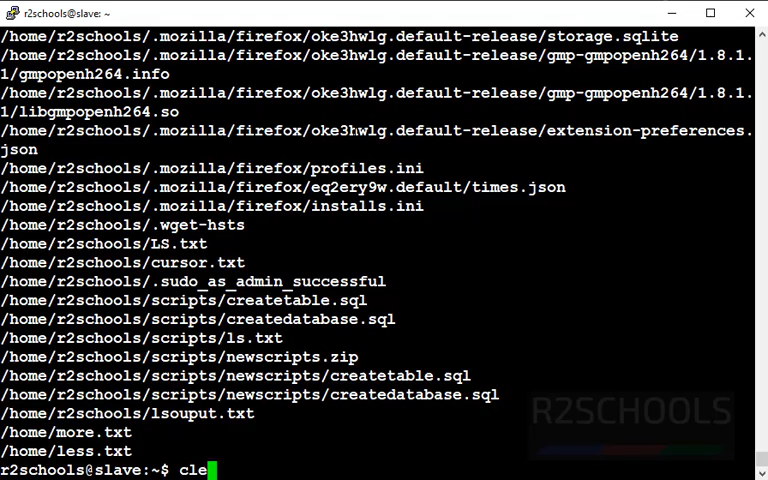 r2schools@slave: ~
/home/r2schools/.mozilla/firefox/oke3hwlg.default-release/storage.sqlite
/home/r2schools/.mozilla/firefox/oke3hwlg.default-release/gmp-gmpopenh264/1.8.1.
1/gmpopenh264.info
/home/r2schools/.mozilla/firefox/oke3hwlg.default-release/gmp-gmpopenh264/1.8.1.
1/libgmpopenh264.so
/home/r2schools/.mozilla/firefox/oke3hwlg.default-release/extension-preferences.
json
/home/r2schools/.mozilla/firefox/profiles.ini
/home/r2schools/.mozilla/firefox/eq2ery9w.default/times.json
/home/r2schools/.mozilla/firefox/installs.ini
/home/r2schools/.wget-hsts
/home/r2schools/LS.txt
/home/r2schools/cursor.txt
/home/r2schools/.sudo_as_admin_successful
/home/r2schools/scripts/createtable.sql
/home/r2schools/scripts/createdatabase.sql
/home/r2schools/scripts/ls.txt
/home/r2schools/scripts/newscripts.zip
/home/r2schools/scripts/newscripts/createtable.sql
/home/r2schools/scripts/newscripts/createdatabase.sql
/home/r2schools/lsouput.txt
/home/more.txt
/home/less.txt
r2schools@slave:~$ cle
R2SCHOOLS